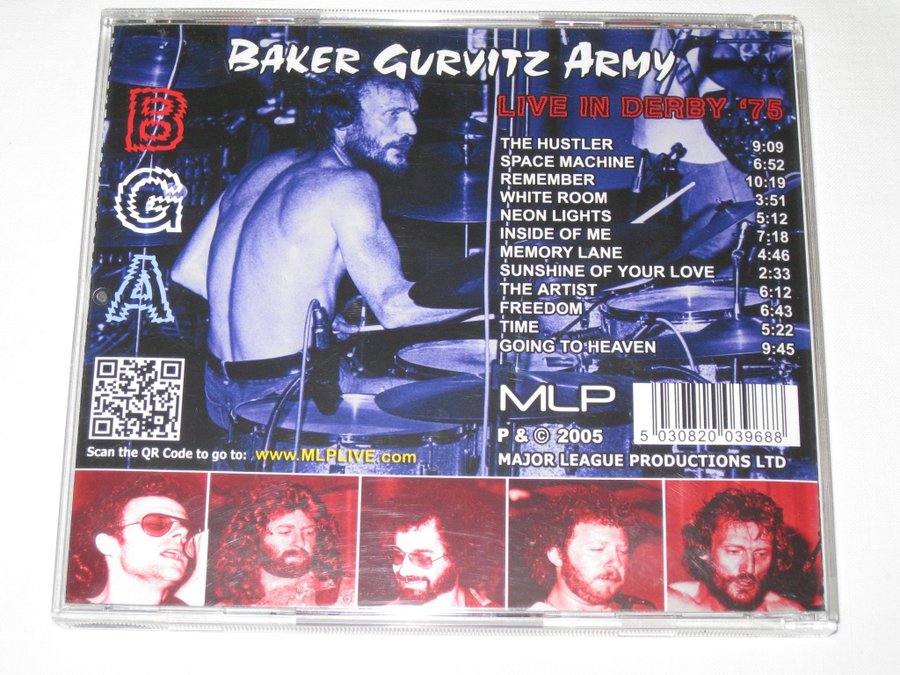 BAKER GURVITZ ARMY
LIVE IN DERBY '75
B
G
A
THE HUSTLER 9:09
SPACE MACHINE 6:52
REMEMBER 10:19
WHITE ROOM 3:51
NEON LIGHTS 5:12
INSIDE OF ME 7:18
MEMORY LANE 4:46
SUNSHINE OF YOUR LOVE 2:33
THE ARTIST 6:12
FREEDOM 6:43
TIME 5:22
GOING TO HEAVEN 9:45
MLP
5 030820 039688
P & © 2005
MAJOR LEAGUE PRODUCTIONS LTD
Scan the QR Code to go to: www.MLPLIVE.com